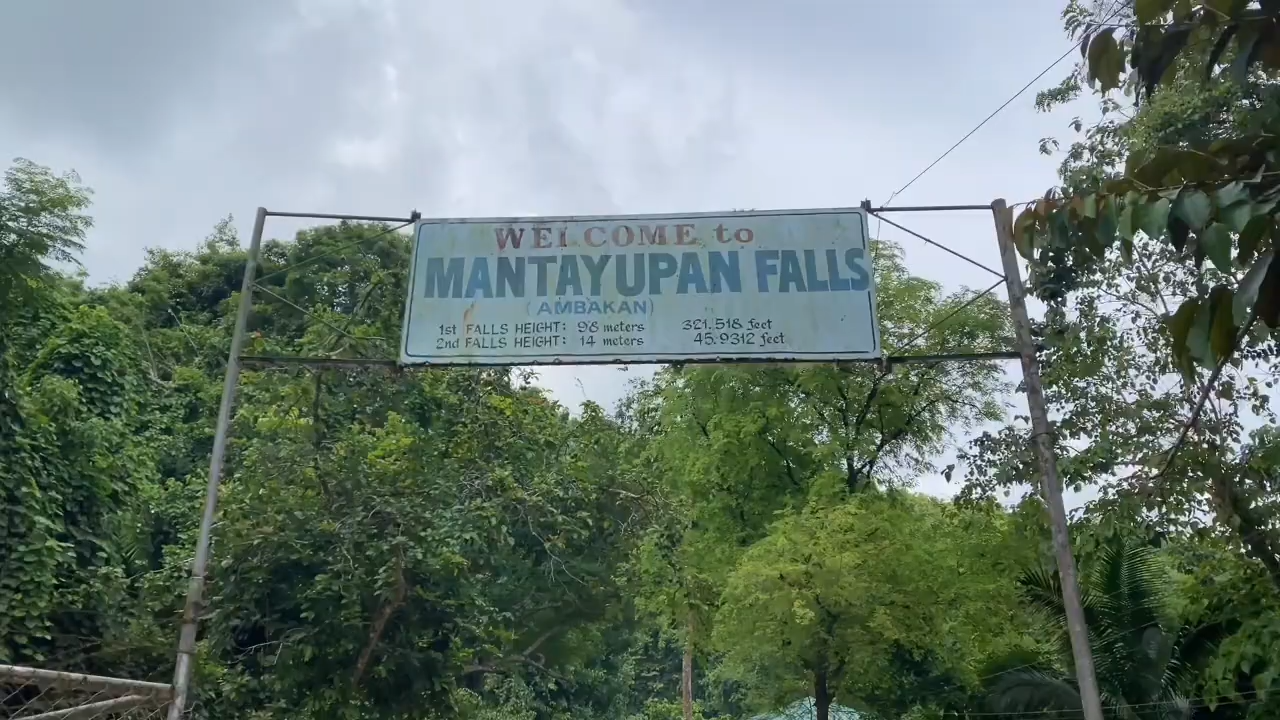 WELCOME to
MANTAYUPAN FALLS
(AMBAKAN)
1st FALLS HEIGHT: 98 meters 321.518 feet
2nd FALLS HEIGHT: 14 meters 45.9312 feet